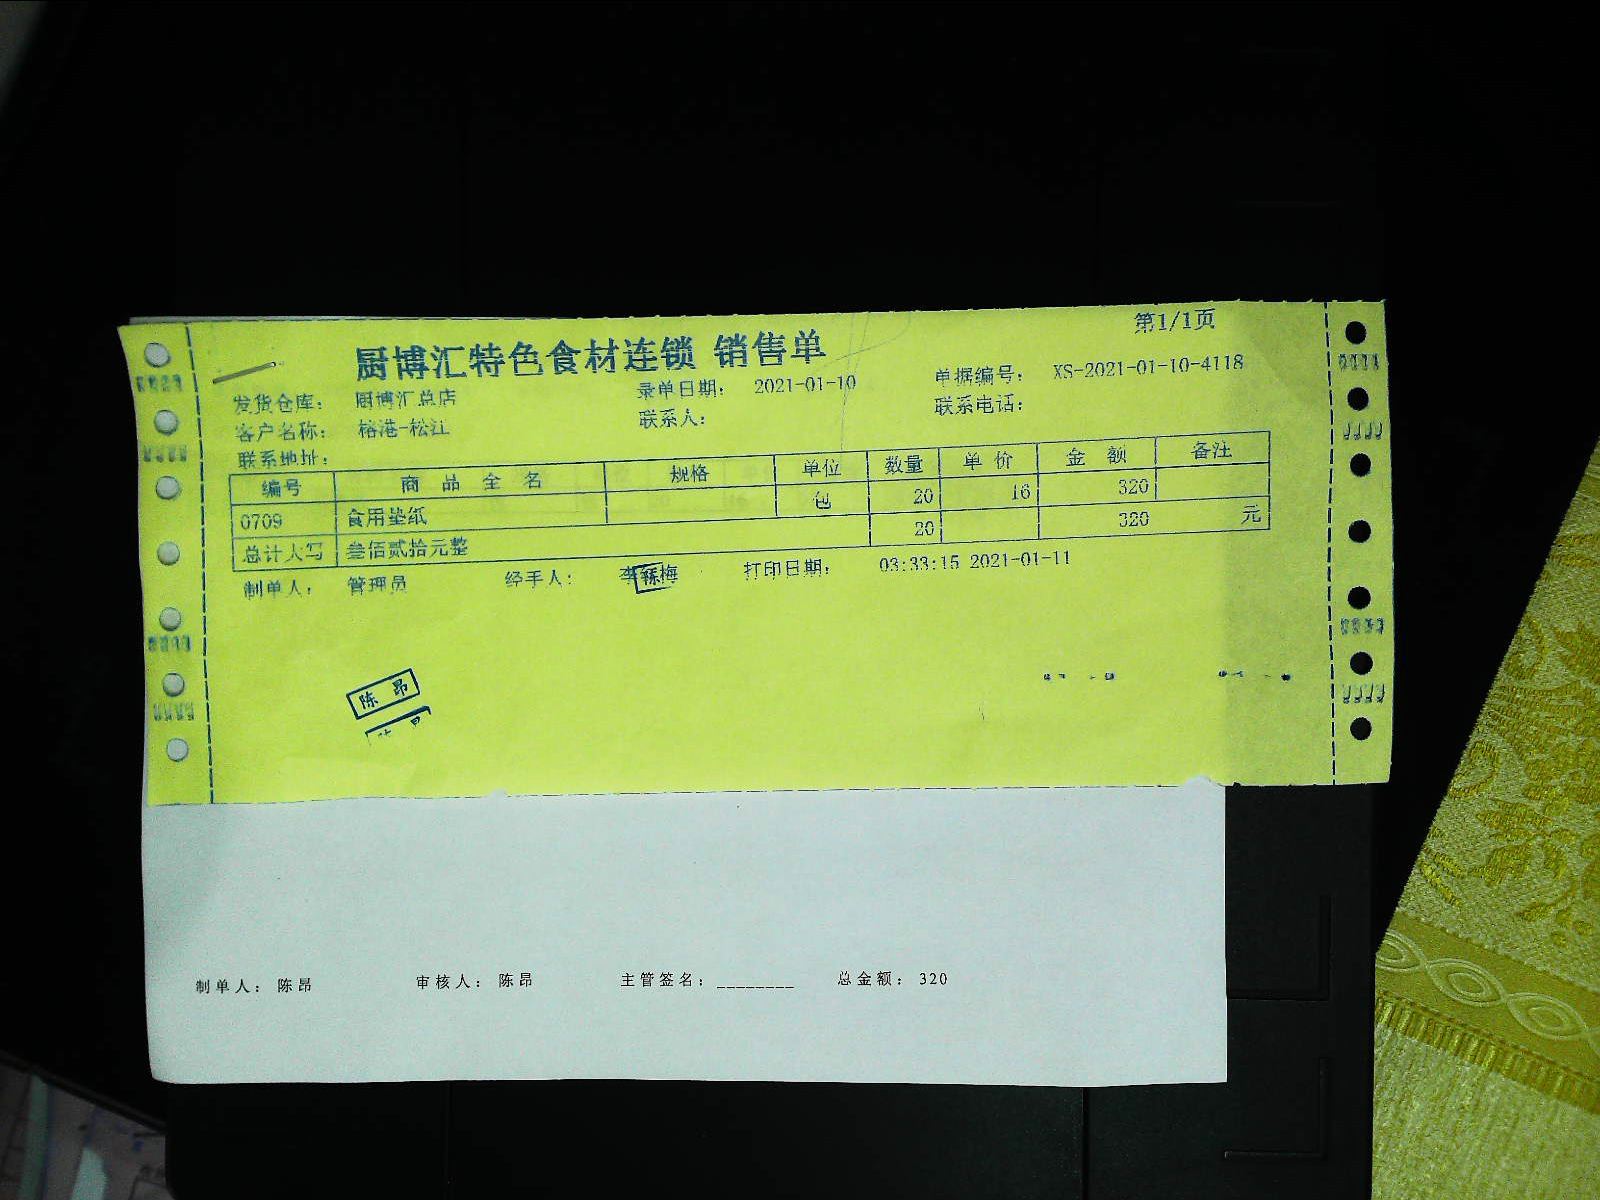 第1/1页
厨博汇特色食材连锁 销售单
发货仓库： 厨博汇总店 录单日期： 2021-01-10 单据编号： XS-2021-01-10-4118
客户名称： 榕港-松江 联系人： 联系电话：
联系地址：
编号 商品全名 规格 单位 数量 单价 金额 备注
0709 食用垫纸 包 20 16 320
总计大写 叁佰贰拾元整 20 320 元
制单人： 管理员 经手人： 李 梅 打印日期： 03:33:15 2021-01-11
陈昂
制单人： 陈昂 审核人： 陈昂 主管签名：________ 总金额： 320